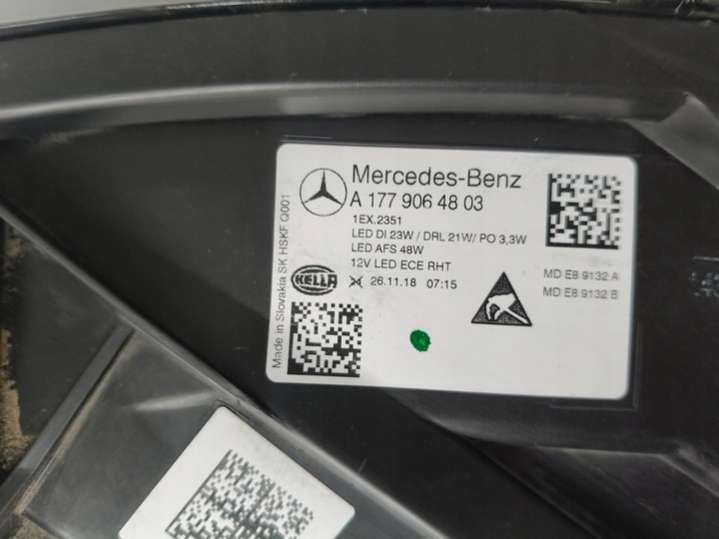 Mercedes-Benz
A 177 906 48 03
1EX.2351
LED DI 23W / DRL 21W/ PO 3,3W
LED AFS 48W
12V LED ECE RHT
HELLA
26.11.18 07:15
MD E8 9132 A
MD E8 9132 B
Made in Slovakia SK HSKF Q001